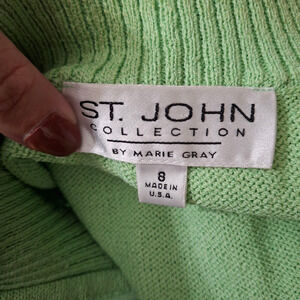 ST. JOHN
COLLECTION
BY MARIE GRAY
8
MADE IN
U.S.A.